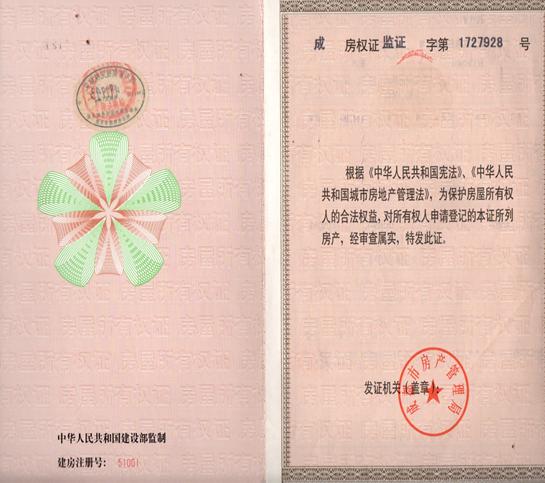 中华人民共和国建设部监制
建房注册号：51001
成 房权证 监证 字第 1727928 号
根据《中华人民共和国宪法》、《中华人民
共和国城市房地产管理法》，为保护房屋所有权
人的合法权益，对所有权人申请登记的本证所列
房产，经审查属实，特发此证。
发证机关（盖章）：
市房产管理局